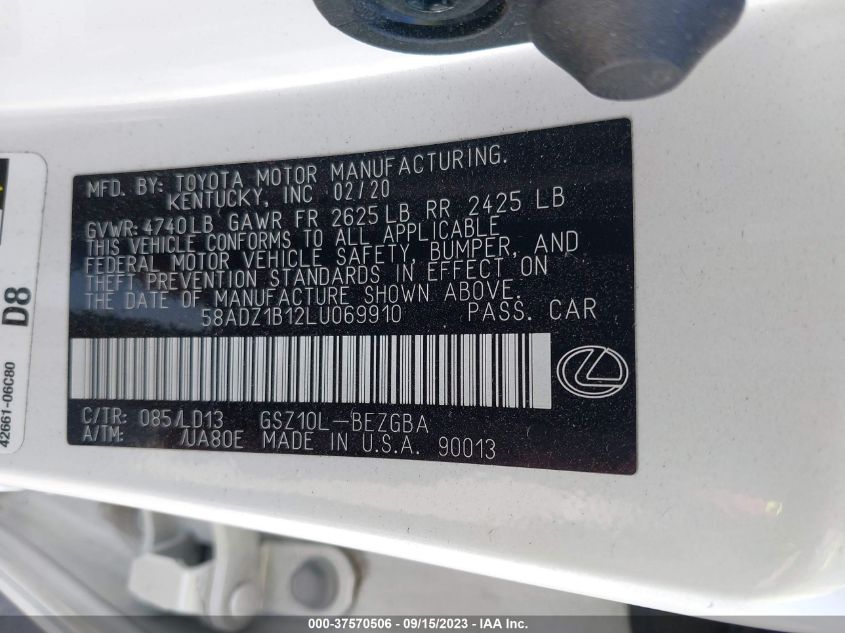 MFD. BY: TOYOTA MOTOR MANUFACTURING.
KENTUCKY, INC 02/20
GVWR: 4740LB GAWR FR 2625 LB RR 2425 LB
THIS VEHICLE CONFORMS TO ALL APPLICABLE
FEDERAL MOTOR VEHICLE SAFETY, BUMPER, AND
THEFT PREVENTION STANDARDS IN EFFECT ON
THE DATE OF MANUFACTURE SHOWN ABOVE.
58ADZ1B12LU069910 PASS. CAR
C/TR: 085/LD13 GSZ10L-BEZGBA
A/TM: /UA80E MADE IN U.S.A. 90013
D8
42661-06C80
000-37570506 - 09/15/2023 - IAA Inc.